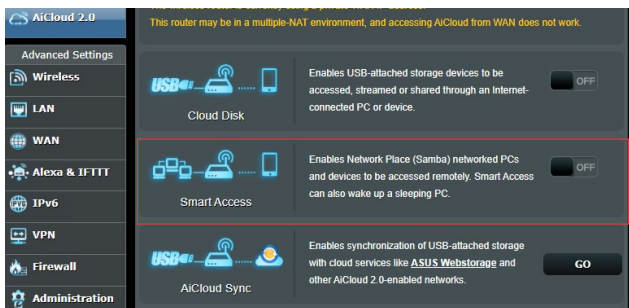 AiCloud 2.0
This router may be in a multiple-NAT environment, and accessing AiCloud from WAN does not work.
Advanced Settings
Wireless
LAN
WAN
Alexa & IFTTT
IPv6
VPN
Firewall
Administration
USB
Cloud Disk
Enables USB-attached storage devices to be
accessed, streamed or shared through an Internet-
connected PC or device.
OFF
Smart Access
Enables Network Place (Samba) networked PCs
and devices to be accessed remotely. Smart Access
can also wake up a sleeping PC.
OFF
USB
AiCloud Sync
Enables synchronization of USB-attached storage
with cloud services like ASUS Webstorage and
other AiCloud 2.0-enabled networks.
GO